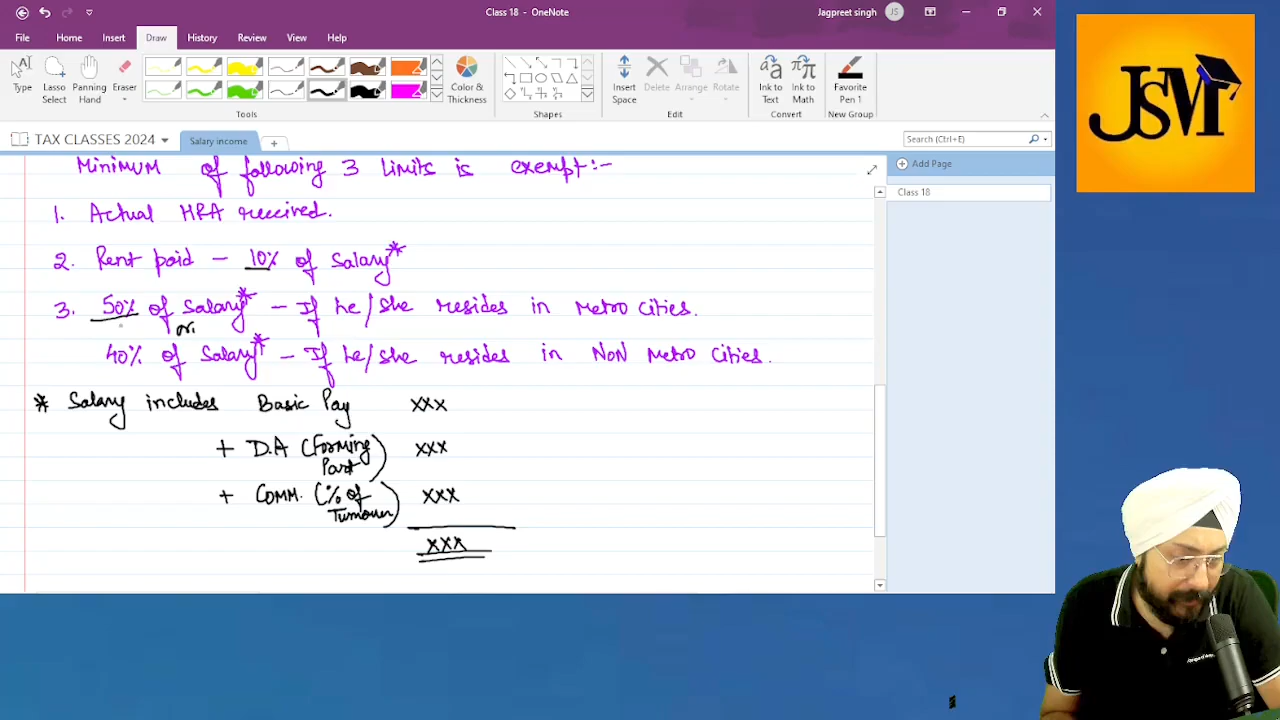 Class 18 - OneNote
Jagpreet singh JS
File Home Insert Draw History Review View Help
Type Lasso Select Panning Hand Eraser Color & Thickness Insert Space Delete Arrange Rotate Ink to Text Ink to Math Favorite Pen 1
Tools Shapes Edit Convert New Group
TAX CLASSES 2024 Salary income + Search (Ctrl+E)
Add Page
Class 18
JSM
Minimum of following 3 limits is exempt:-
1. Actual HRA received.
2. Rent paid - 10% of Salary*
3. 50% of salary* - If he/she resides in Metro Cities.
or
40% of Salary* - If he/she resides in NON Metro Cities.
* Salary includes Basic Pay xxx
+ D.A (Forming Part) xxx
+ COMM. (% of Turnover) xxx
xxx